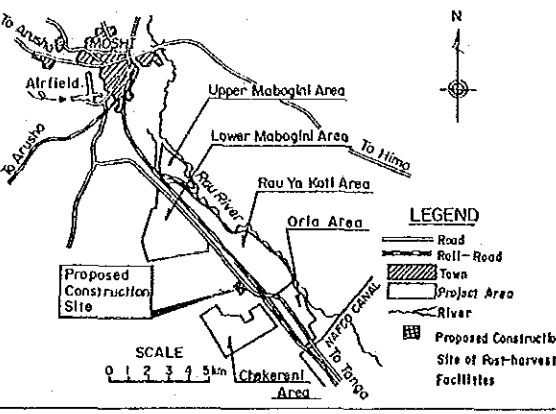 To Arusha
MOSHI
Airfield
To Arusha
N
Upper Mabogini Area
Lower Mabogini Area
To Himo
Rau River
Rau Ya Kati Area
Oria Area
Proposed
Construction
Site
NAFCO CANAL
To Tanga
SCALE
0 1 2 3 4 5km
Chekereni
Area
LEGEND
Road
Rail-Road
Town
Project Area
River
Proposed Constructio
Site of Post-harvest
Facilities